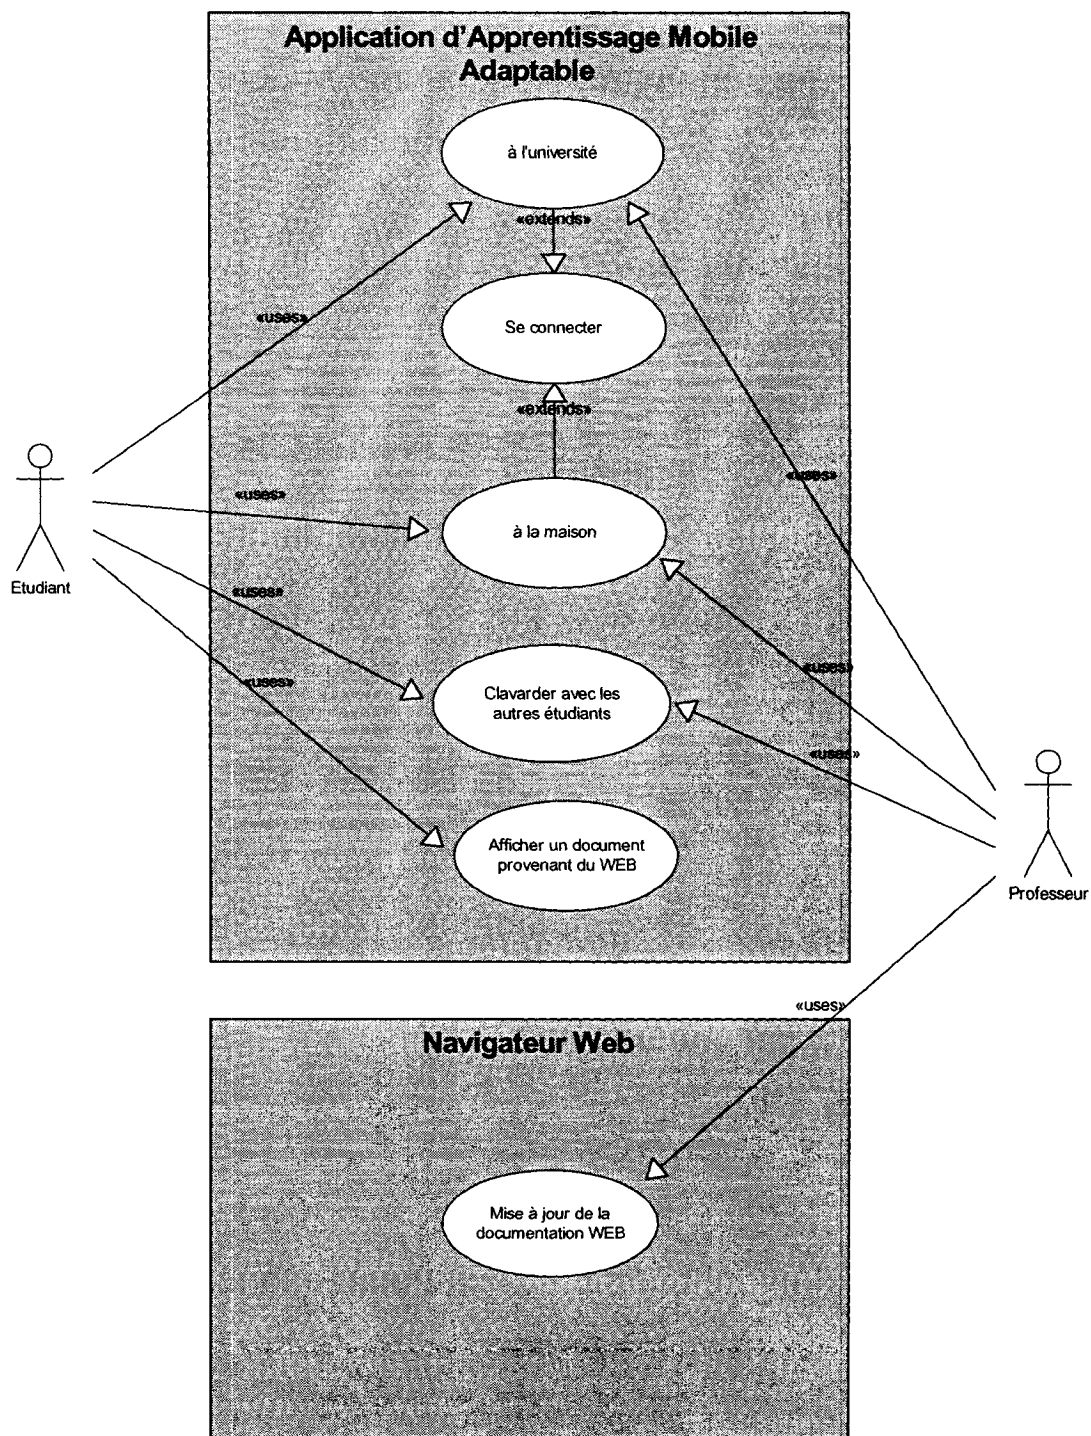 Application d'Apprentissage Mobile
Adaptable
à l'université
«extends»
«uses»
Se connecter
«extends»
«uses»
«uses»
à la maison
Etudiant
«uses»
«uses»
«uses»
Clavarder avec les
autres étudiants
«uses»
Afficher un document
provenant du WEB
Professeur
«uses»
Navigateur Web
Mise à jour de la
documentation WEB